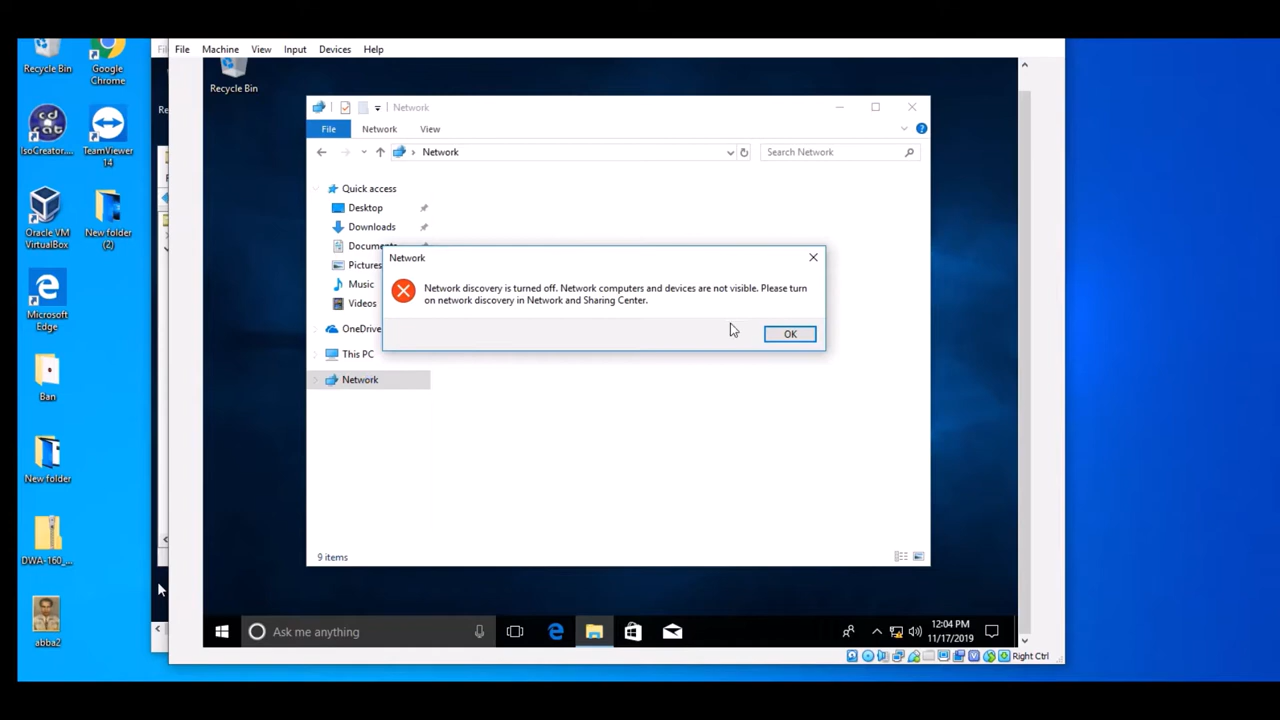 File Machine View Input Devices Help
Recycle Bin
Google Chrome
IsoCreator....
TeamViewer 14
Oracle VM VirtualBox
New folder (2)
Microsoft Edge
Ban
New folder
DWA-160_...
abba2
Recycle Bin
Network
File Network View
Network
Search Network
Quick access
Desktop
Downloads
Documents
Pictures
Music
Videos
OneDrive
This PC
Network
Network
Network discovery is turned off. Network computers and devices are not visible. Please turn
on network discovery in Network and Sharing Center.
OK
9 items
Ask me anything
12:04 PM
11/17/2019
Right Ctrl